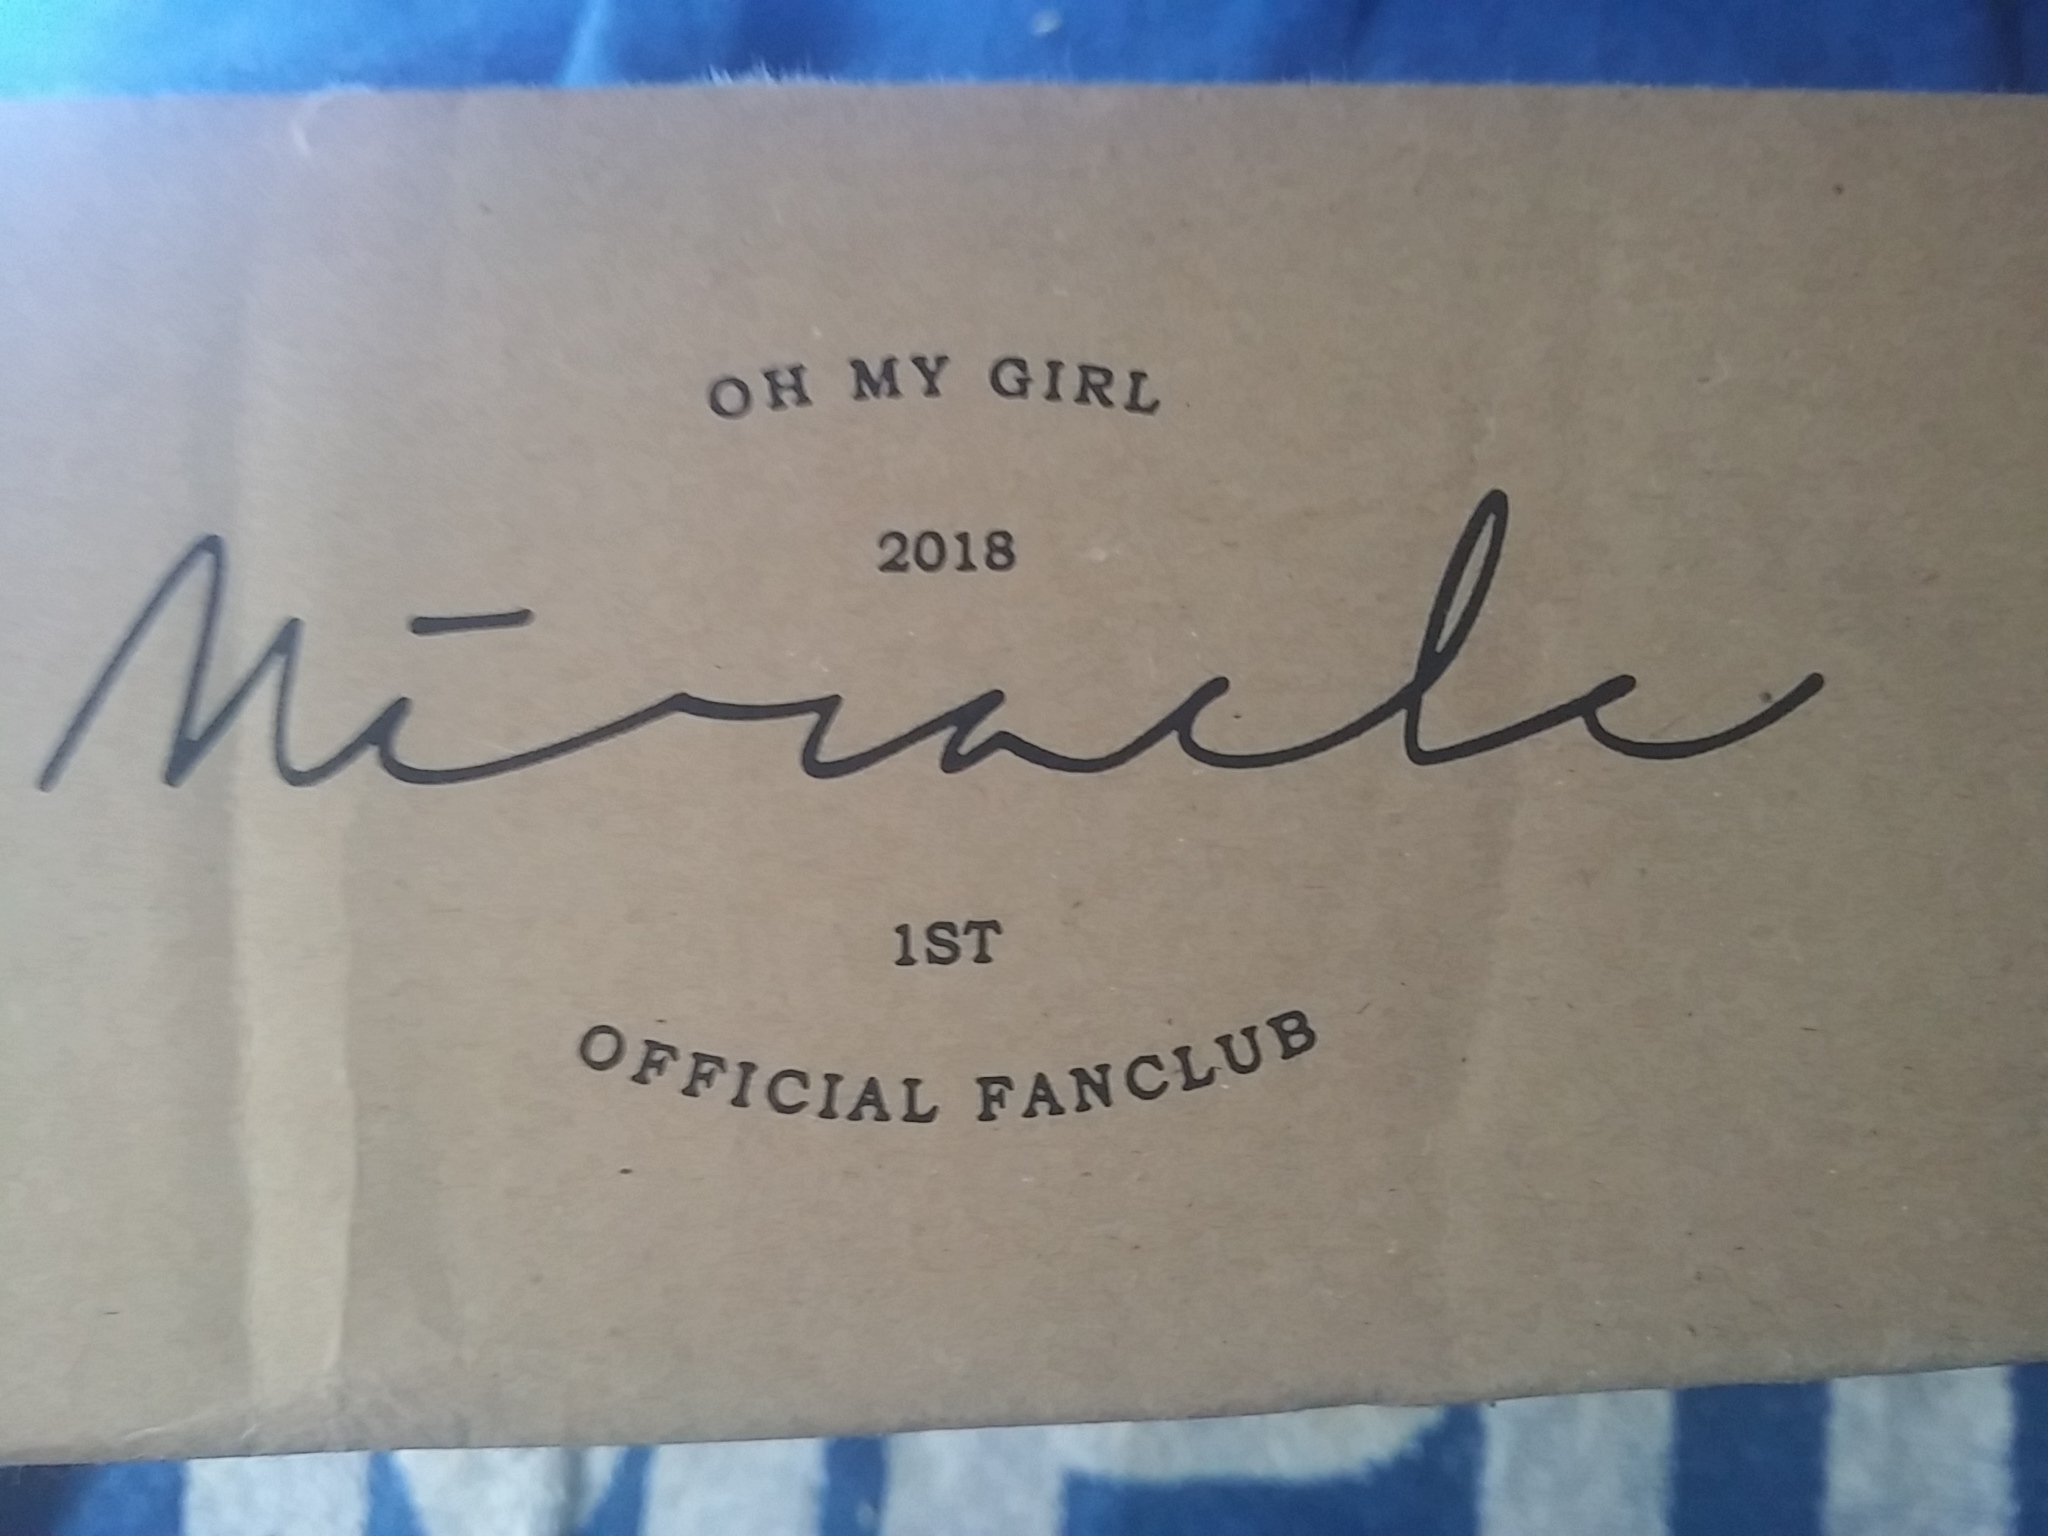 OH MY GIRL
2018
Miracle
1ST
OFFICIAL FANCLUB